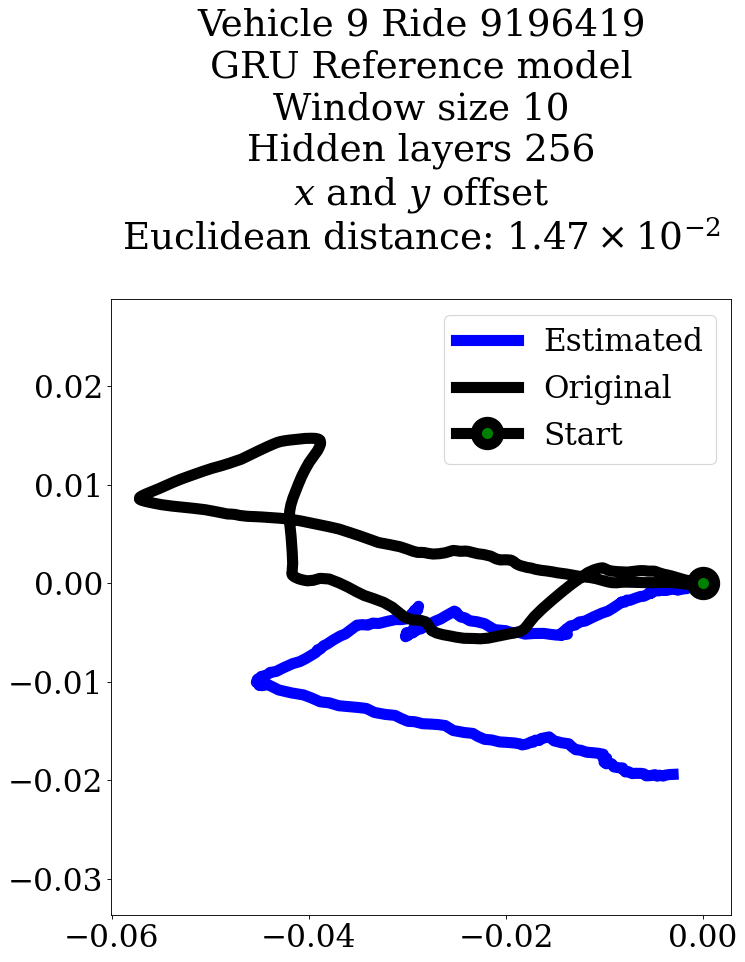 Vehicle 9 Ride 9196419
GRU Reference model
Window size 10
Hidden layers 256
x and y offset
Euclidean distance: 1.47 × 10⁻²
Estimated
Original
Start
0.02
0.01
0.00
−0.01
−0.02
−0.03
−0.06 −0.04 −0.02 0.00